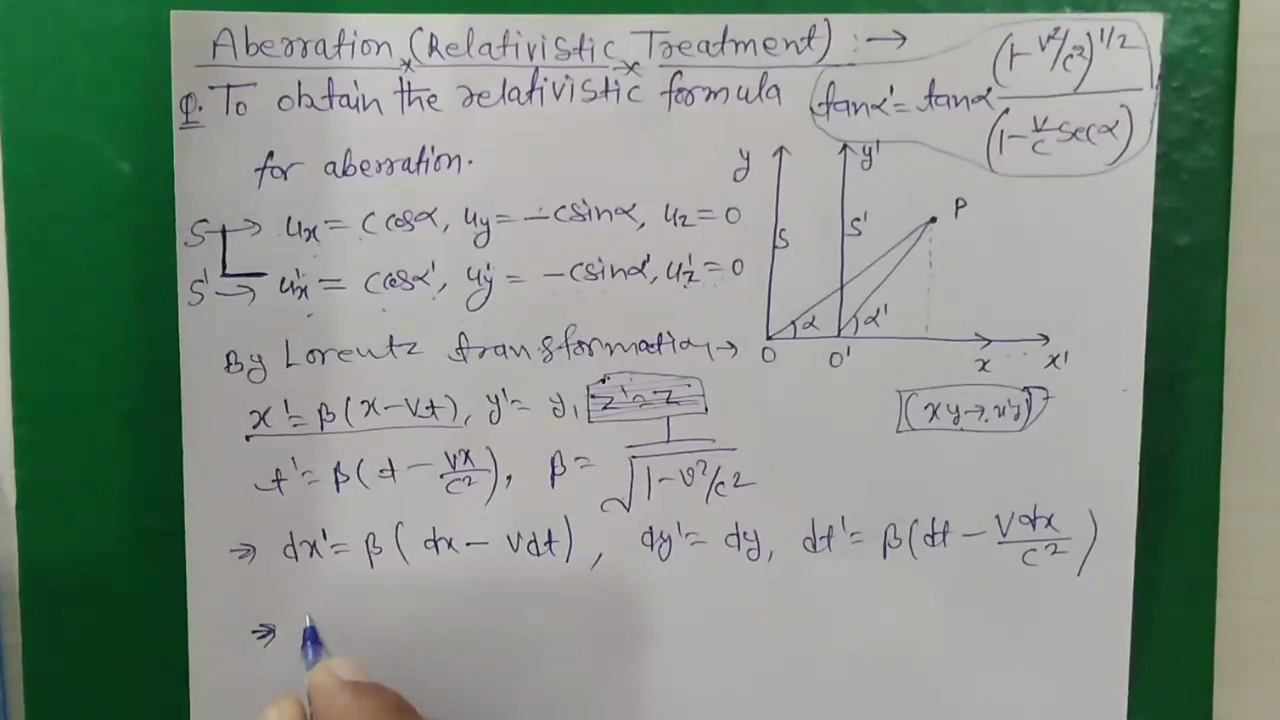 Aberration (Relativistic Treatment) :→
Q. To obtain the relativistic formula (tanα' = tanα (1-v²/c²)^1/2 / (1-v/c secα)
for aberration.
S → ux = c cosα, uy = -c sinα, uz = 0
S' → u'x = c cosα', u'y = -c sinα', u'z = 0
y y' S S' P α α' O O' x x'
By Lorentz transformation →
x' = β(x-vt), y' = y, z' = z
(xy → x'y')
t' = β(t - vx/c²), β = 1/√1-v²/c²
⇒ dx' = β(dx - vdt), dy' = dy, dt' = β(dt - vdx/c²)
⇒